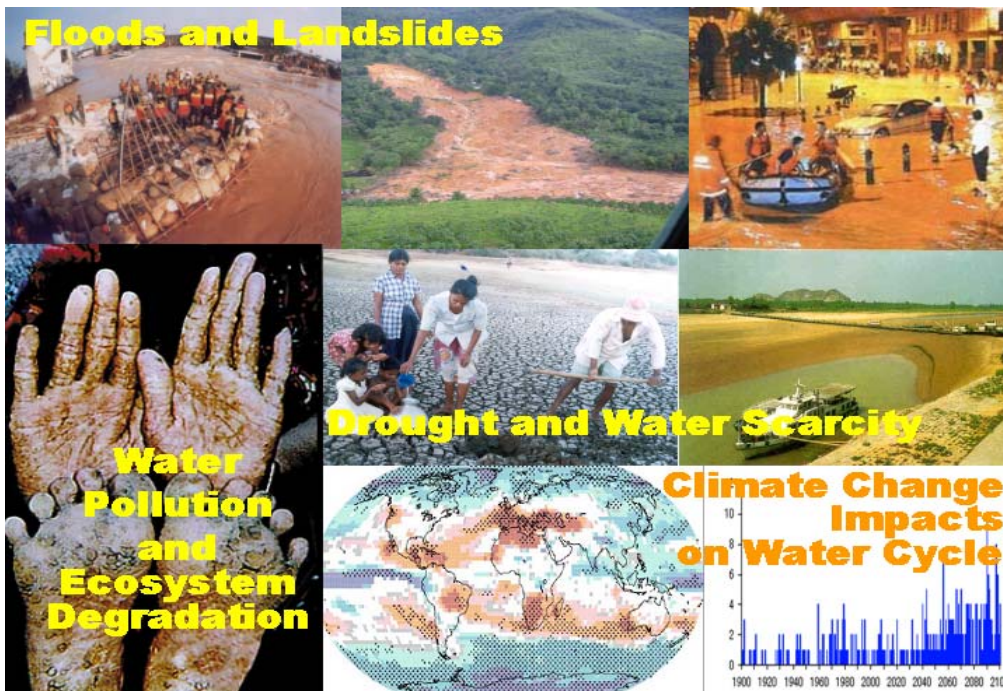 Floods and Landslides
Drought and Water Scarcity
Water
Pollution
and
Ecosystem
Degradation
Climate Change
Impacts
on Water Cycle
10
8
6
4
2
0
1900 1920 1940 1960 1980 2000 2020 2040 2060 2080